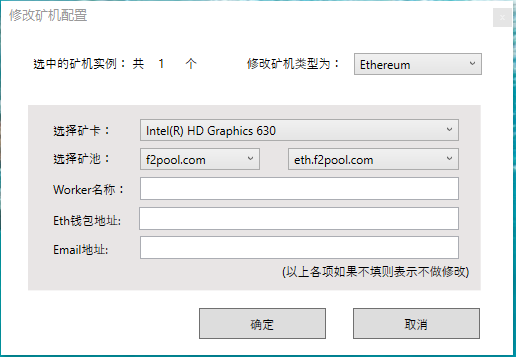 修改矿机配置
选中的矿机实例： 共 1 个 修改矿机类型为： Ethereum
选择矿卡： Intel(R) HD Graphics 630
选择矿池： f2pool.com eth.f2pool.com
Worker名称：
Eth钱包地址:
Email地址:
(以上各项如果不填则表示不做修改)
确定 取消